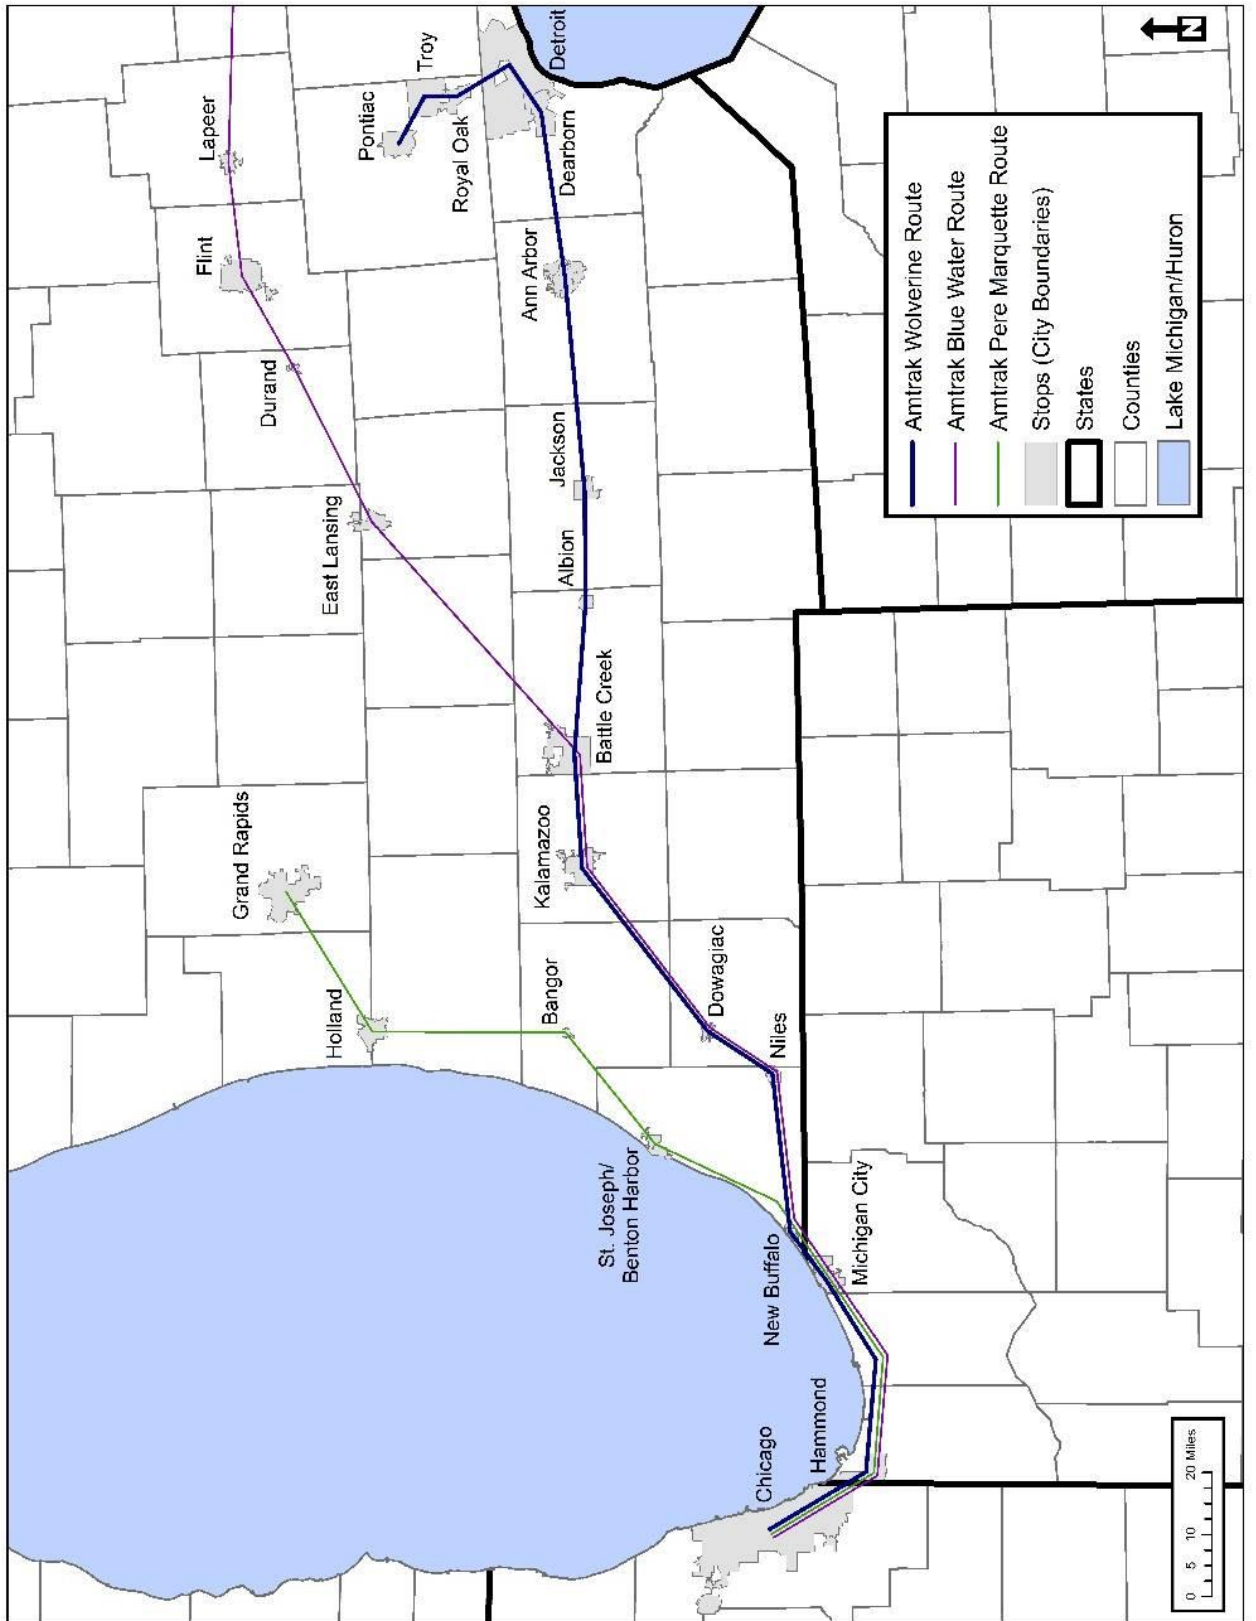 Lapeer
Flint
Durand
East Lansing
Grand Rapids
Holland
Pontiac
Troy
Royal Oak
Detroit
Dearborn
Ann Arbor
Jackson
Albion
Battle Creek
Kalamazoo
Bangor
Dowagiac
Niles
St. Joseph/
Benton Harbor
New Buffalo
Michigan City
Hammond
Chicago
N
Amtrak Wolverine Route
Amtrak Blue Water Route
Amtrak Pere Marquette Route
Stops (City Boundaries)
States
Counties
Lake Michigan/Huron
0 5 10 20 Miles